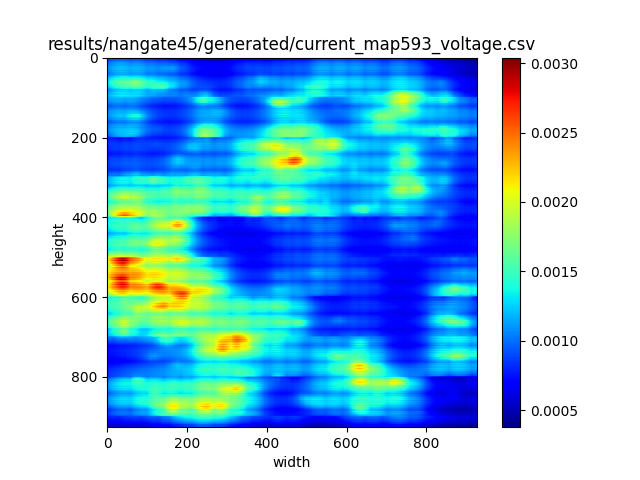 results/nangate45/generated/current_map593_voltage.csv
0
200
400
600
800
height
0 200 400 600 800
width
0.0030
0.0025
0.0020
0.0015
0.0010
0.0005